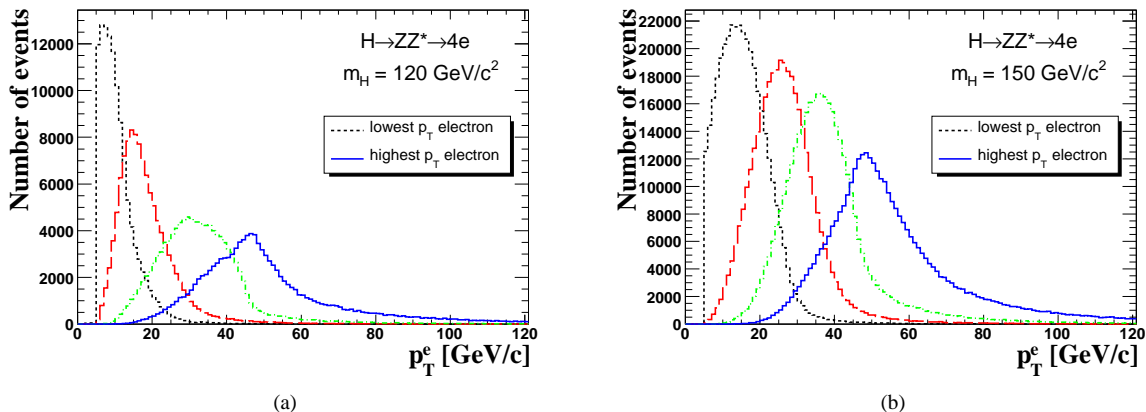 Number of events
12000
10000
8000
6000
4000
2000
0
H→ZZ*→4e
m_H = 120 GeV/c²
lowest p_T electron
highest p_T electron
0 20 40 60 80 100 120
p_T^e [GeV/c]
(a)
Number of events
22000
20000
18000
16000
14000
12000
10000
8000
6000
4000
2000
0
H→ZZ*→4e
m_H = 150 GeV/c²
lowest p_T electron
highest p_T electron
0 20 40 60 80 100 120
p_T^e [GeV/c]
(b)